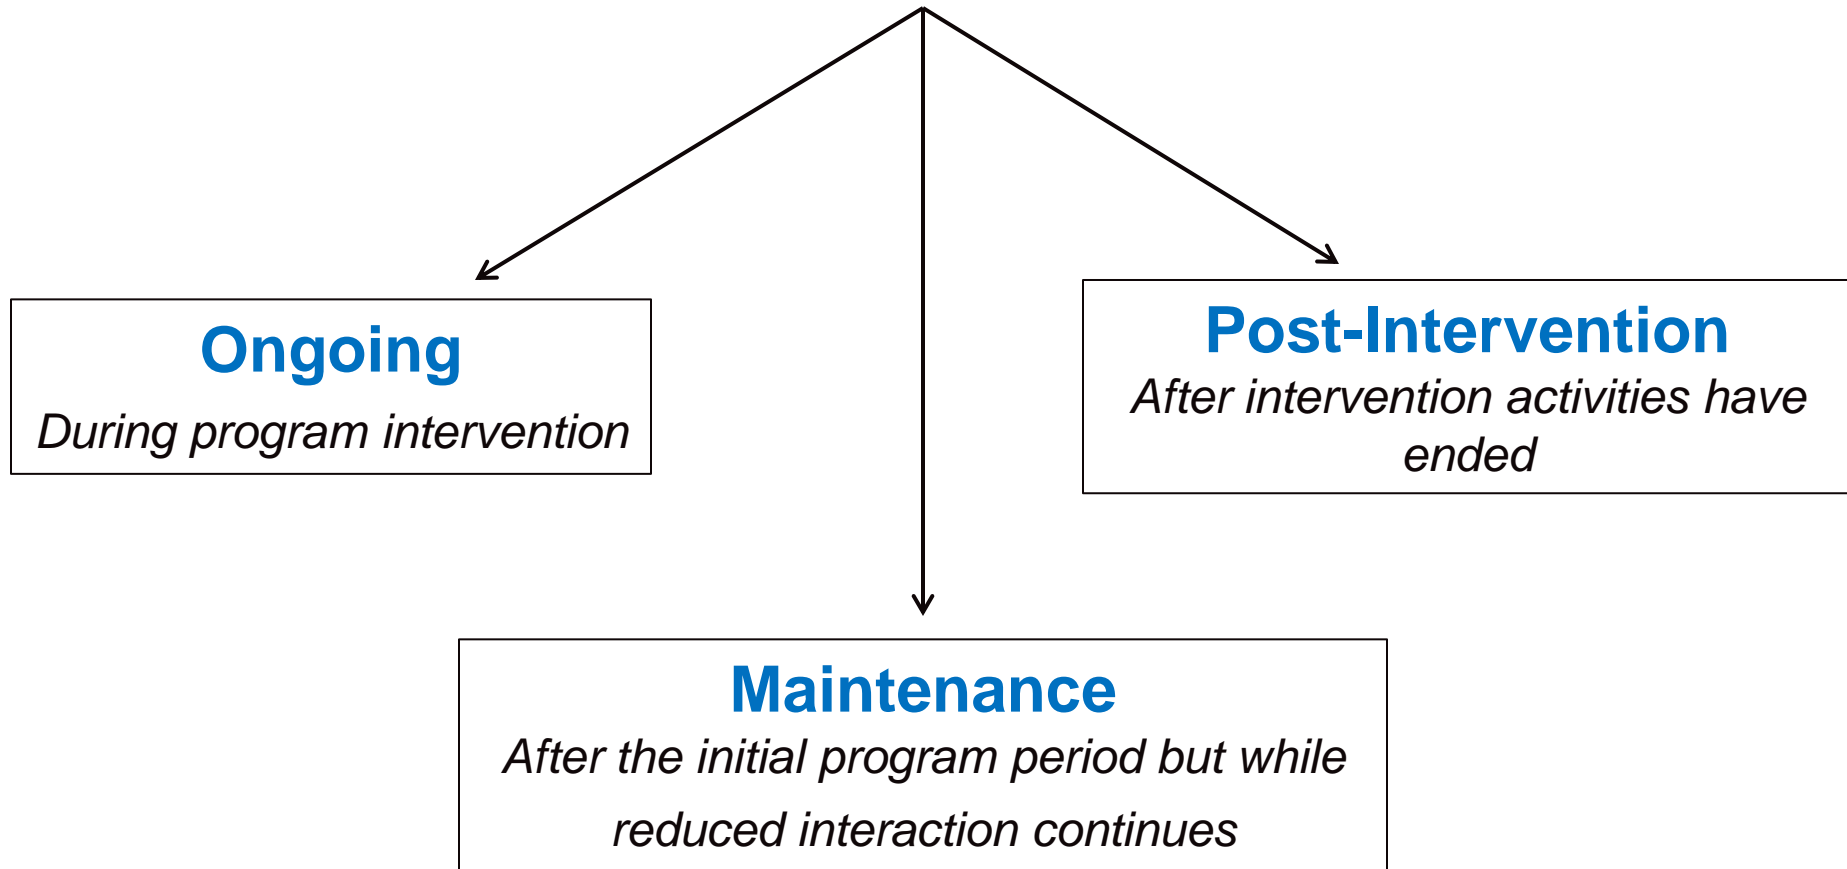 Ongoing
During program intervention
Post-Intervention
After intervention activities have
ended
Maintenance
After the initial program period but while
reduced interaction continues